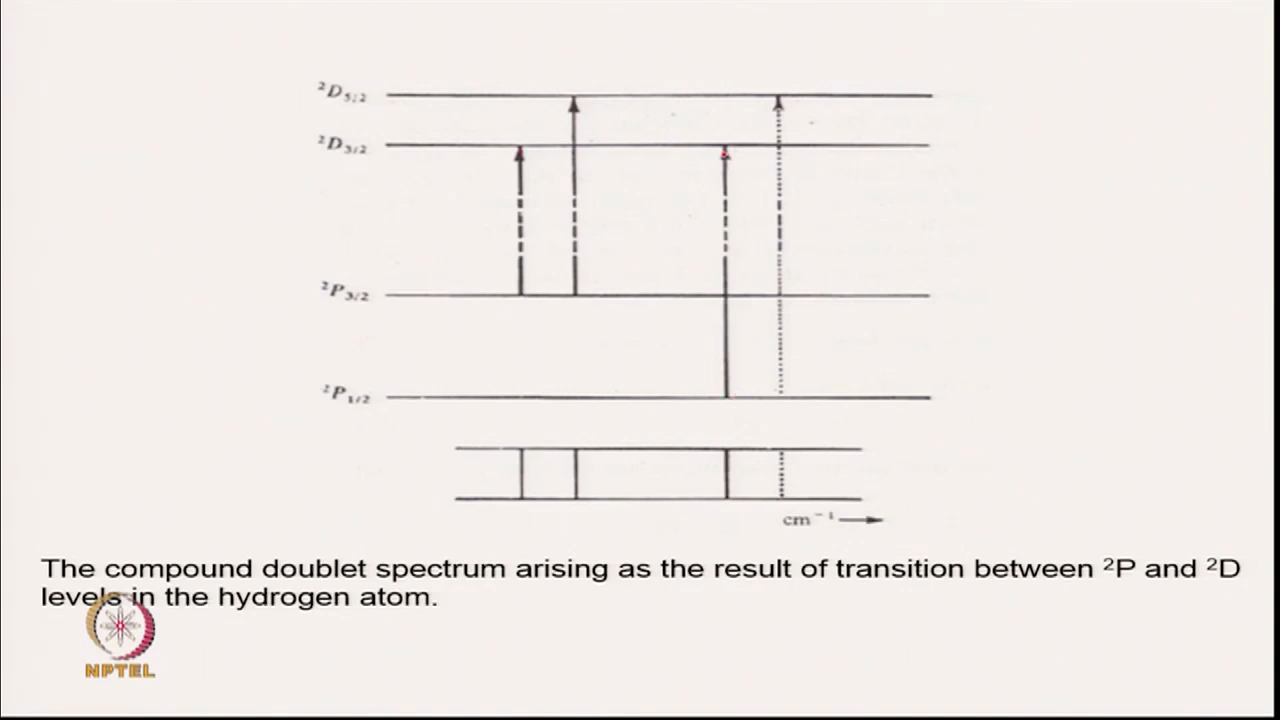 ²D₅/₂
²D₃/₂
²P₃/₂
²P₁/₂
cm⁻¹
The compound doublet spectrum arising as the result of transition between ²P and ²D
levels in the hydrogen atom.
NPTEL